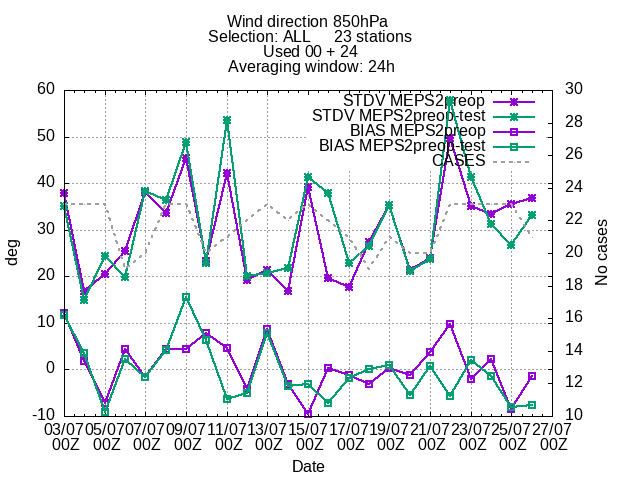 Wind direction 850hPa
Selection: ALL 23 stations
Used 00 + 24
Averaging window: 24h
STDV MEPS2preop
STDV MEPS2preop-test
BIAS MEPS2preop
BIAS MEPS2preop-test
CASES
60
50
40
30
20
10
0
-10
deg
30
28
26
24
22
20
18
16
14
12
10
No cases
03/07 05/07 07/07 09/07 11/07 13/07 15/07 17/07 19/07 21/07 23/07 25/07 27/07
00Z 00Z 00Z 00Z 00Z 00Z 00Z 00Z 00Z 00Z 00Z 00Z 00Z
Date